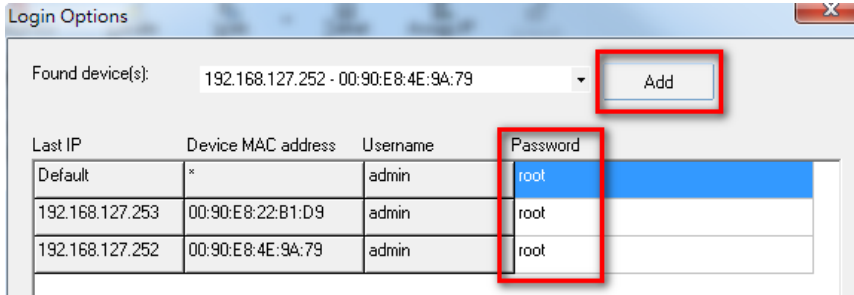 Login Options
Found device(s):
192.168.127.252 - 00:90:E8:4E:9A:79
Add
Last IP Device MAC address Username Password
Default * admin root
192.168.127.253 00:90:E8:22:B1:D9 admin root
192.168.127.252 00:90:E8:4E:9A:79 admin root